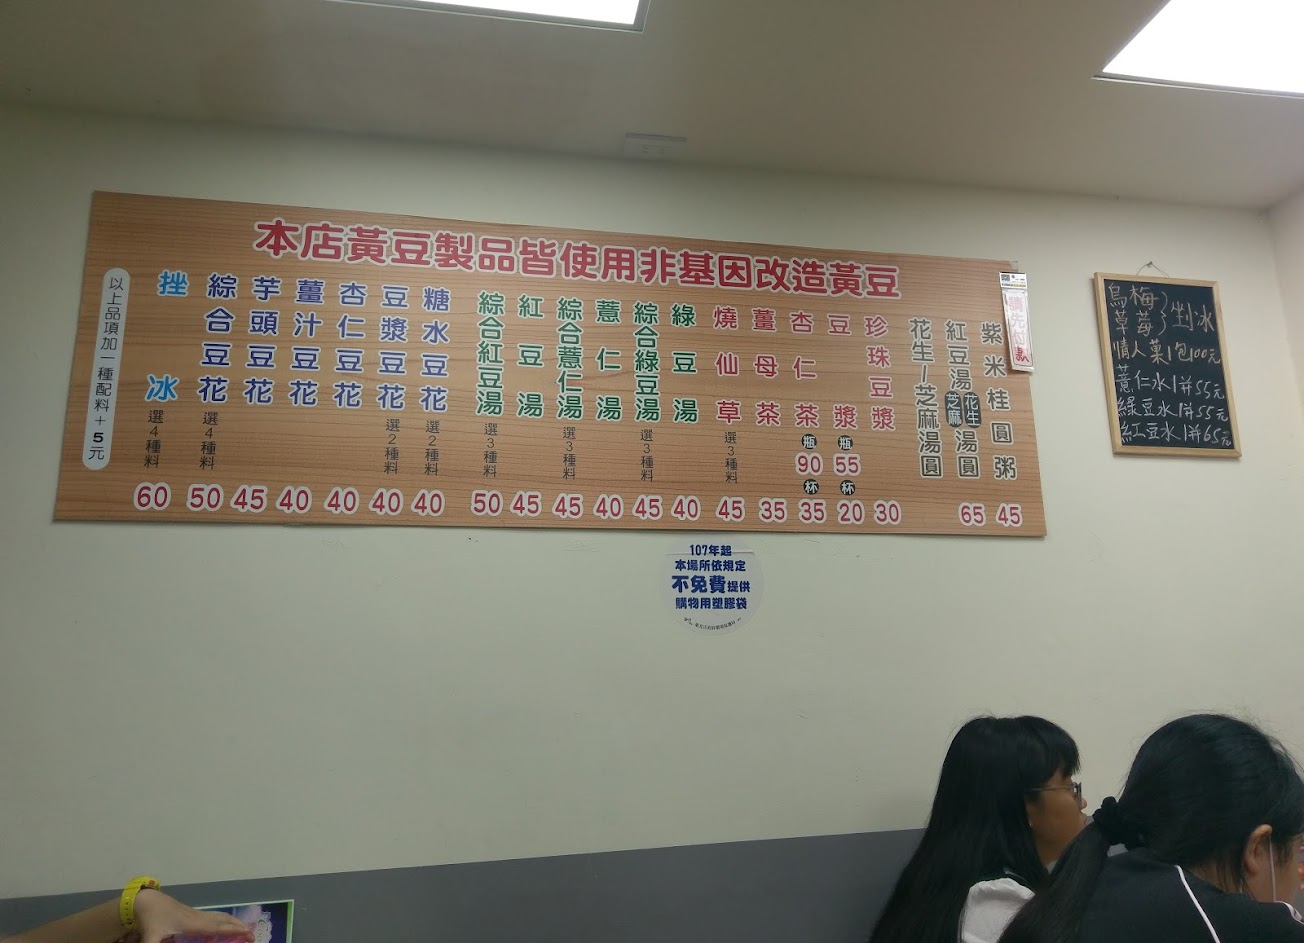 本店黃豆製品皆使用非基因改造黃豆
紫米桂圓粥 45
紅豆湯 花生 芝麻 湯圓 65
花生/芝麻湯圓
珍珠豆漿 30
豆漿 瓶 55 杯 20
杏仁茶 瓶 90 杯 35
薑母茶 35
燒仙草 選3種料 45
綠豆湯 40
綜合綠豆湯 選3種料 45
薏仁湯 40
綜合薏仁湯 選3種料 45
紅豆湯 45
綜合紅豆湯 選3種料 50
糖水豆花 選2種料 40
豆漿豆花 選2種料 40
杏仁豆花 40
薑汁豆花 40
芋頭豆花 45
綜合豆花 選4種料 50
挫冰 選4種料 60
以上品項加一種配料+5元
烏梅
草莓
冰
情人菓1包100元
薏仁水1并55元
綠豆水1并55元
紅豆水1并65元
107年起
本場所依規定
不免費提供
購物用塑膠袋